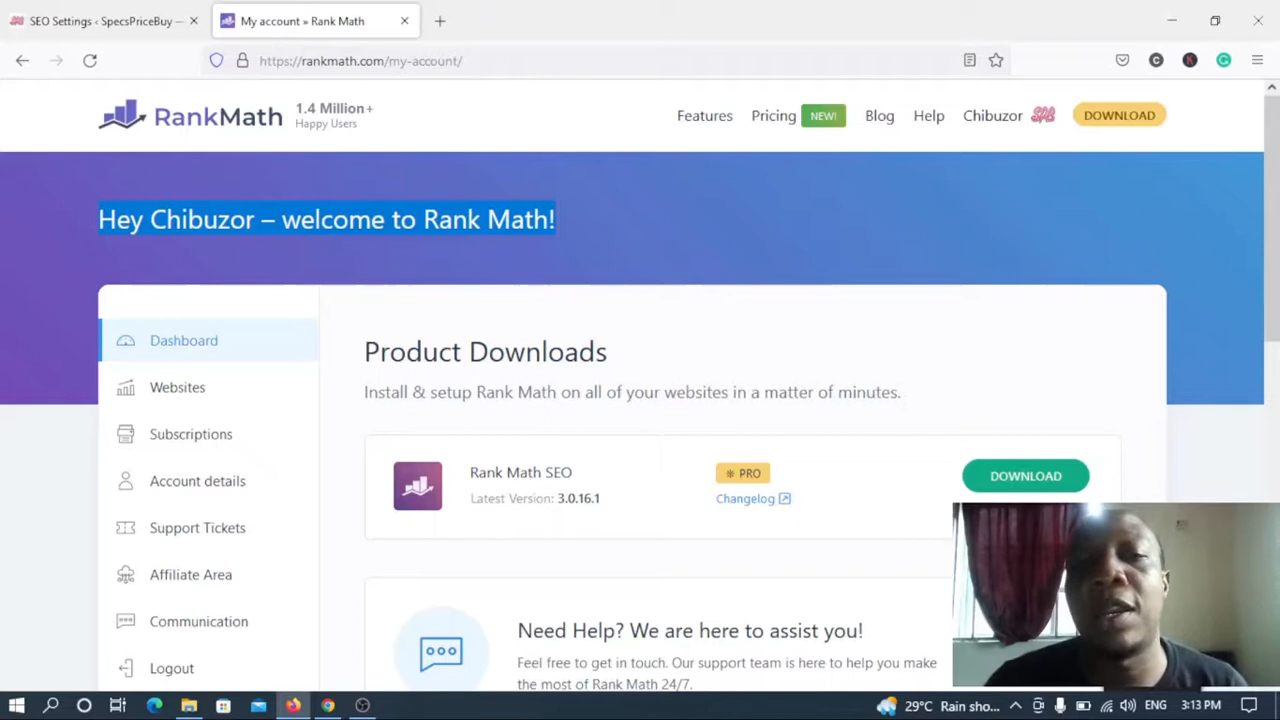 SEO Settings ‹ SpecsPriceBuy —
My account » Rank Math
https://rankmath.com/my-account/
RankMath
1.4 Million+
Happy Users
Features
Pricing
NEW!
Blog
Help
Chibuzor
SPB
DOWNLOAD
Hey Chibuzor – welcome to Rank Math!
Dashboard
Websites
Subscriptions
Account details
Support Tickets
Affiliate Area
Communication
Logout
Product Downloads
Install & setup Rank Math on all of your websites in a matter of minutes.
Rank Math SEO
Latest Version: 3.0.16.1
PRO
Changelog
DOWNLOAD
Need Help? We are here to assist you!
Feel free to get in touch. Our support team is here to help you make
the most of Rank Math 24/7.
29°C Rain sho...
ENG
3:13 PM